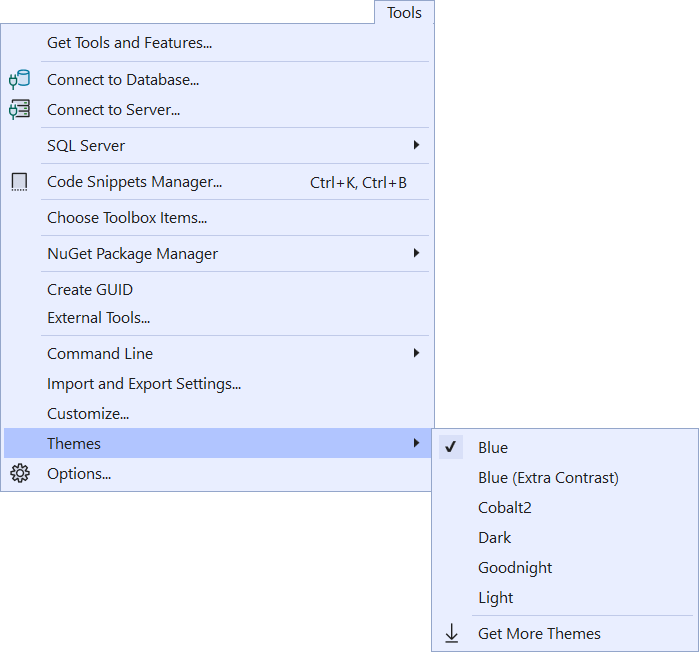 Tools
Get Tools and Features...
Connect to Database...
Connect to Server...
SQL Server
Code Snippets Manager... Ctrl+K, Ctrl+B
Choose Toolbox Items...
NuGet Package Manager
Create GUID
External Tools...
Command Line
Import and Export Settings...
Customize...
Themes
Options...
Blue
Blue (Extra Contrast)
Cobalt2
Dark
Goodnight
Light
Get More Themes